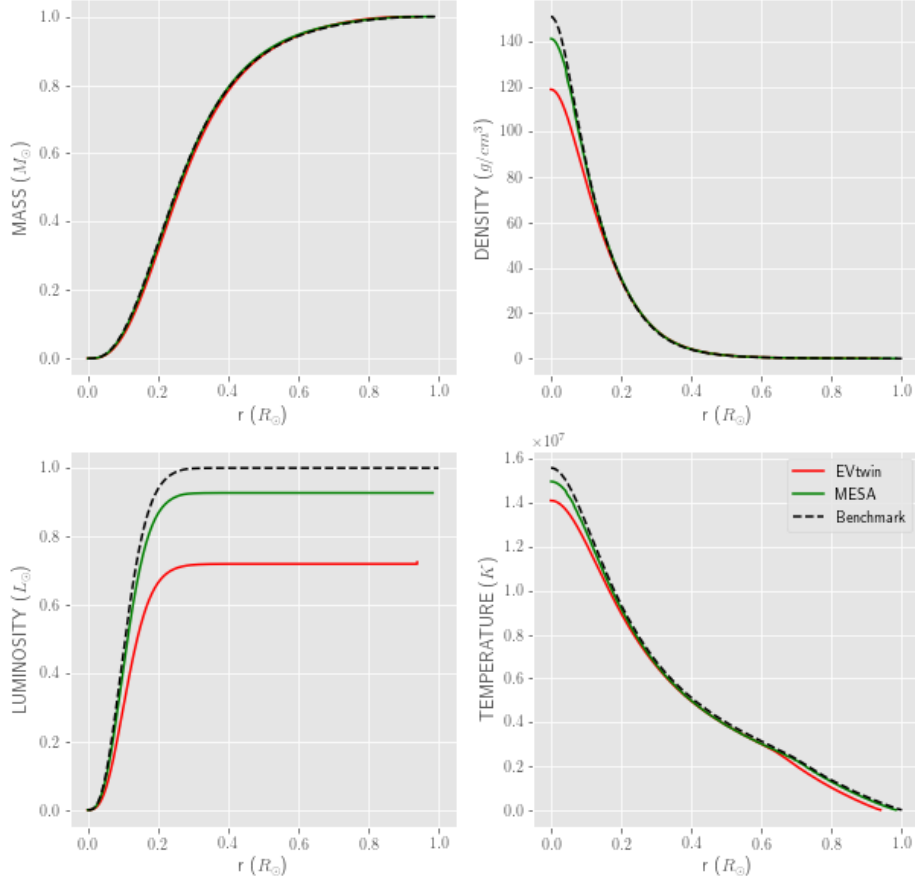 MASS (M⊙)
1.0
0.8
0.6
0.4
0.2
0.0
0.0 0.2 0.4 0.6 0.8 1.0
r (R⊙)
DENSITY (g/cm³)
140
120
100
80
60
40
20
0
0.0 0.2 0.4 0.6 0.8 1.0
r (R⊙)
LUMINOSITY (L⊙)
1.0
0.8
0.6
0.4
0.2
0.0
0.0 0.2 0.4 0.6 0.8 1.0
r (R⊙)
×10⁷
TEMPERATURE (K)
1.6
1.4
1.2
1.0
0.8
0.6
0.4
0.2
0.0
0.0 0.2 0.4 0.6 0.8 1.0
r (R⊙)
EVtwin
MESA
Benchmark